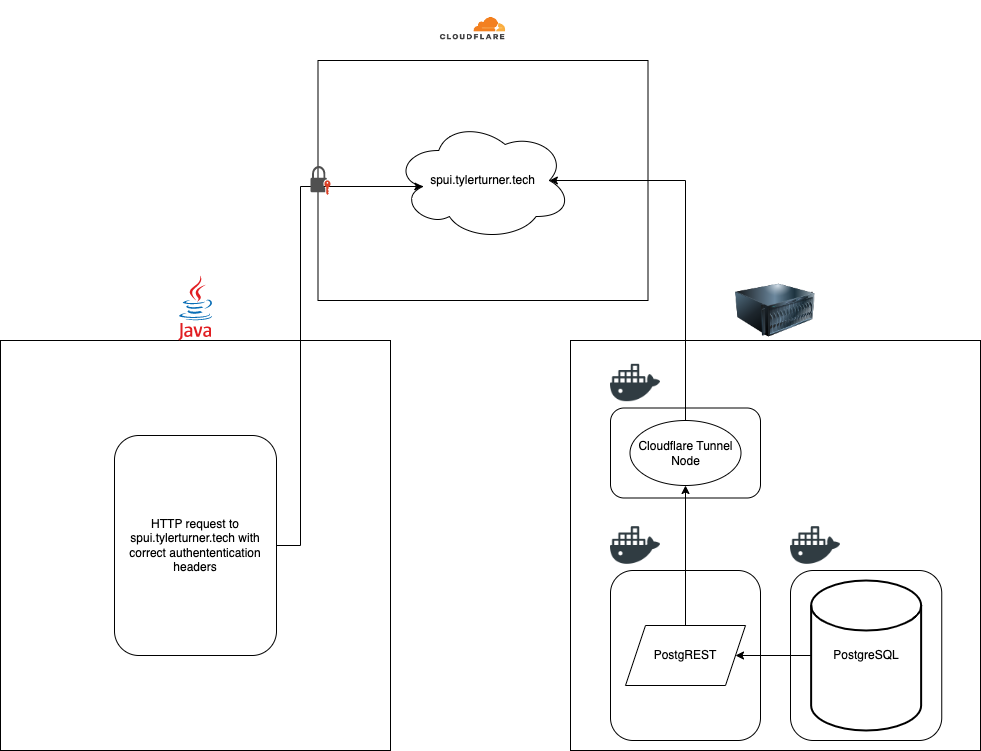 CLOUDFLARE
spui.tylerturner.tech
Java
Cloudflare Tunnel
Node
HTTP request to
spui.tylerturner.tech with
correct authententication
headers
PostgREST
PostgreSQL